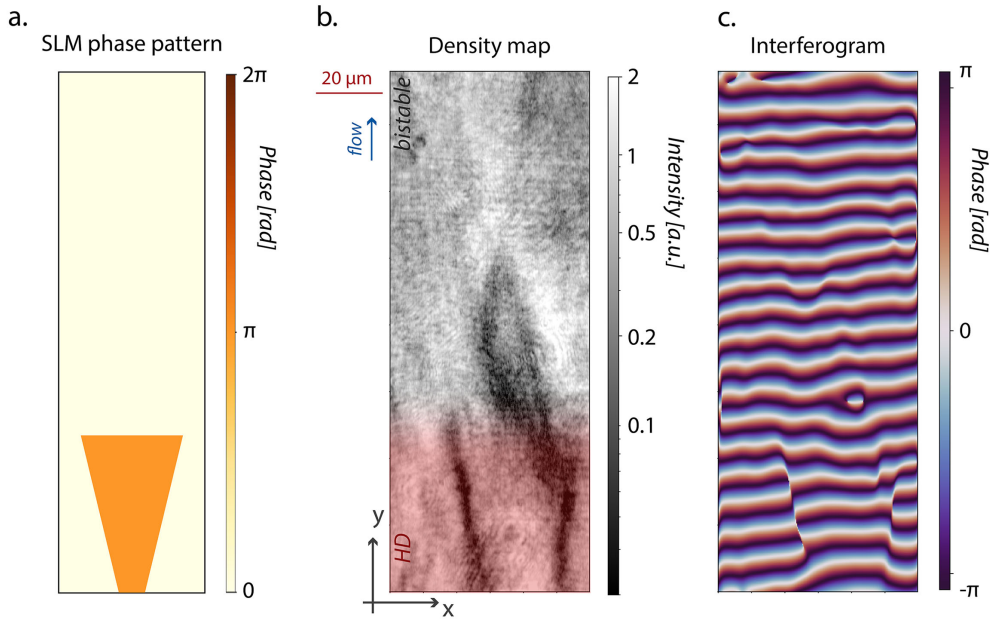 a.
SLM phase pattern
2π
Phase [rad]
π
0
b.
Density map
20 μm
flow
bistable
HD
y
x
2
1
0.5
0.2
0.1
Intensity [a.u.]
c.
Interferogram
π
Phase [rad]
0
-π